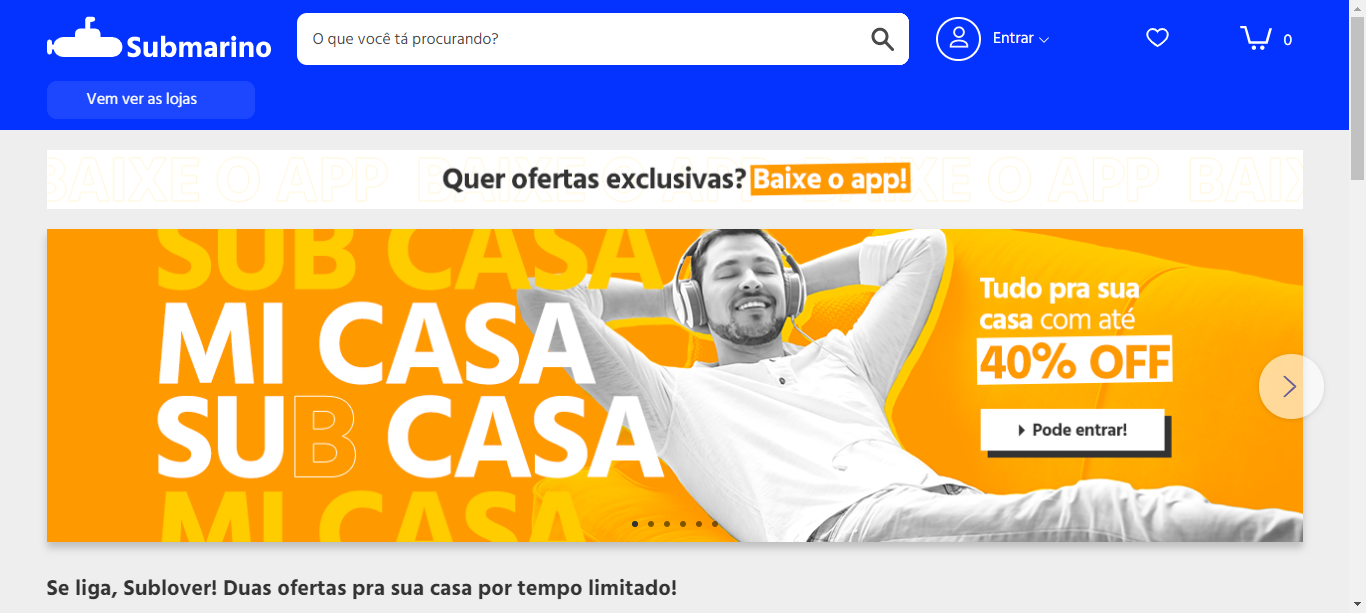 Submarino
O que você tá procurando?
Entrar
0
Vem ver as lojas
BAIXE O APP BAIXE O APP BAIXE O APP BAIX
Quer ofertas exclusivas? Baixe o app!
SUB CASA
MI CASA
SUB CASA
MI CASA
Tudo pra sua
casa com até
40% OFF
Pode entrar!
Se liga, Sublover! Duas ofertas pra sua casa por tempo limitado!